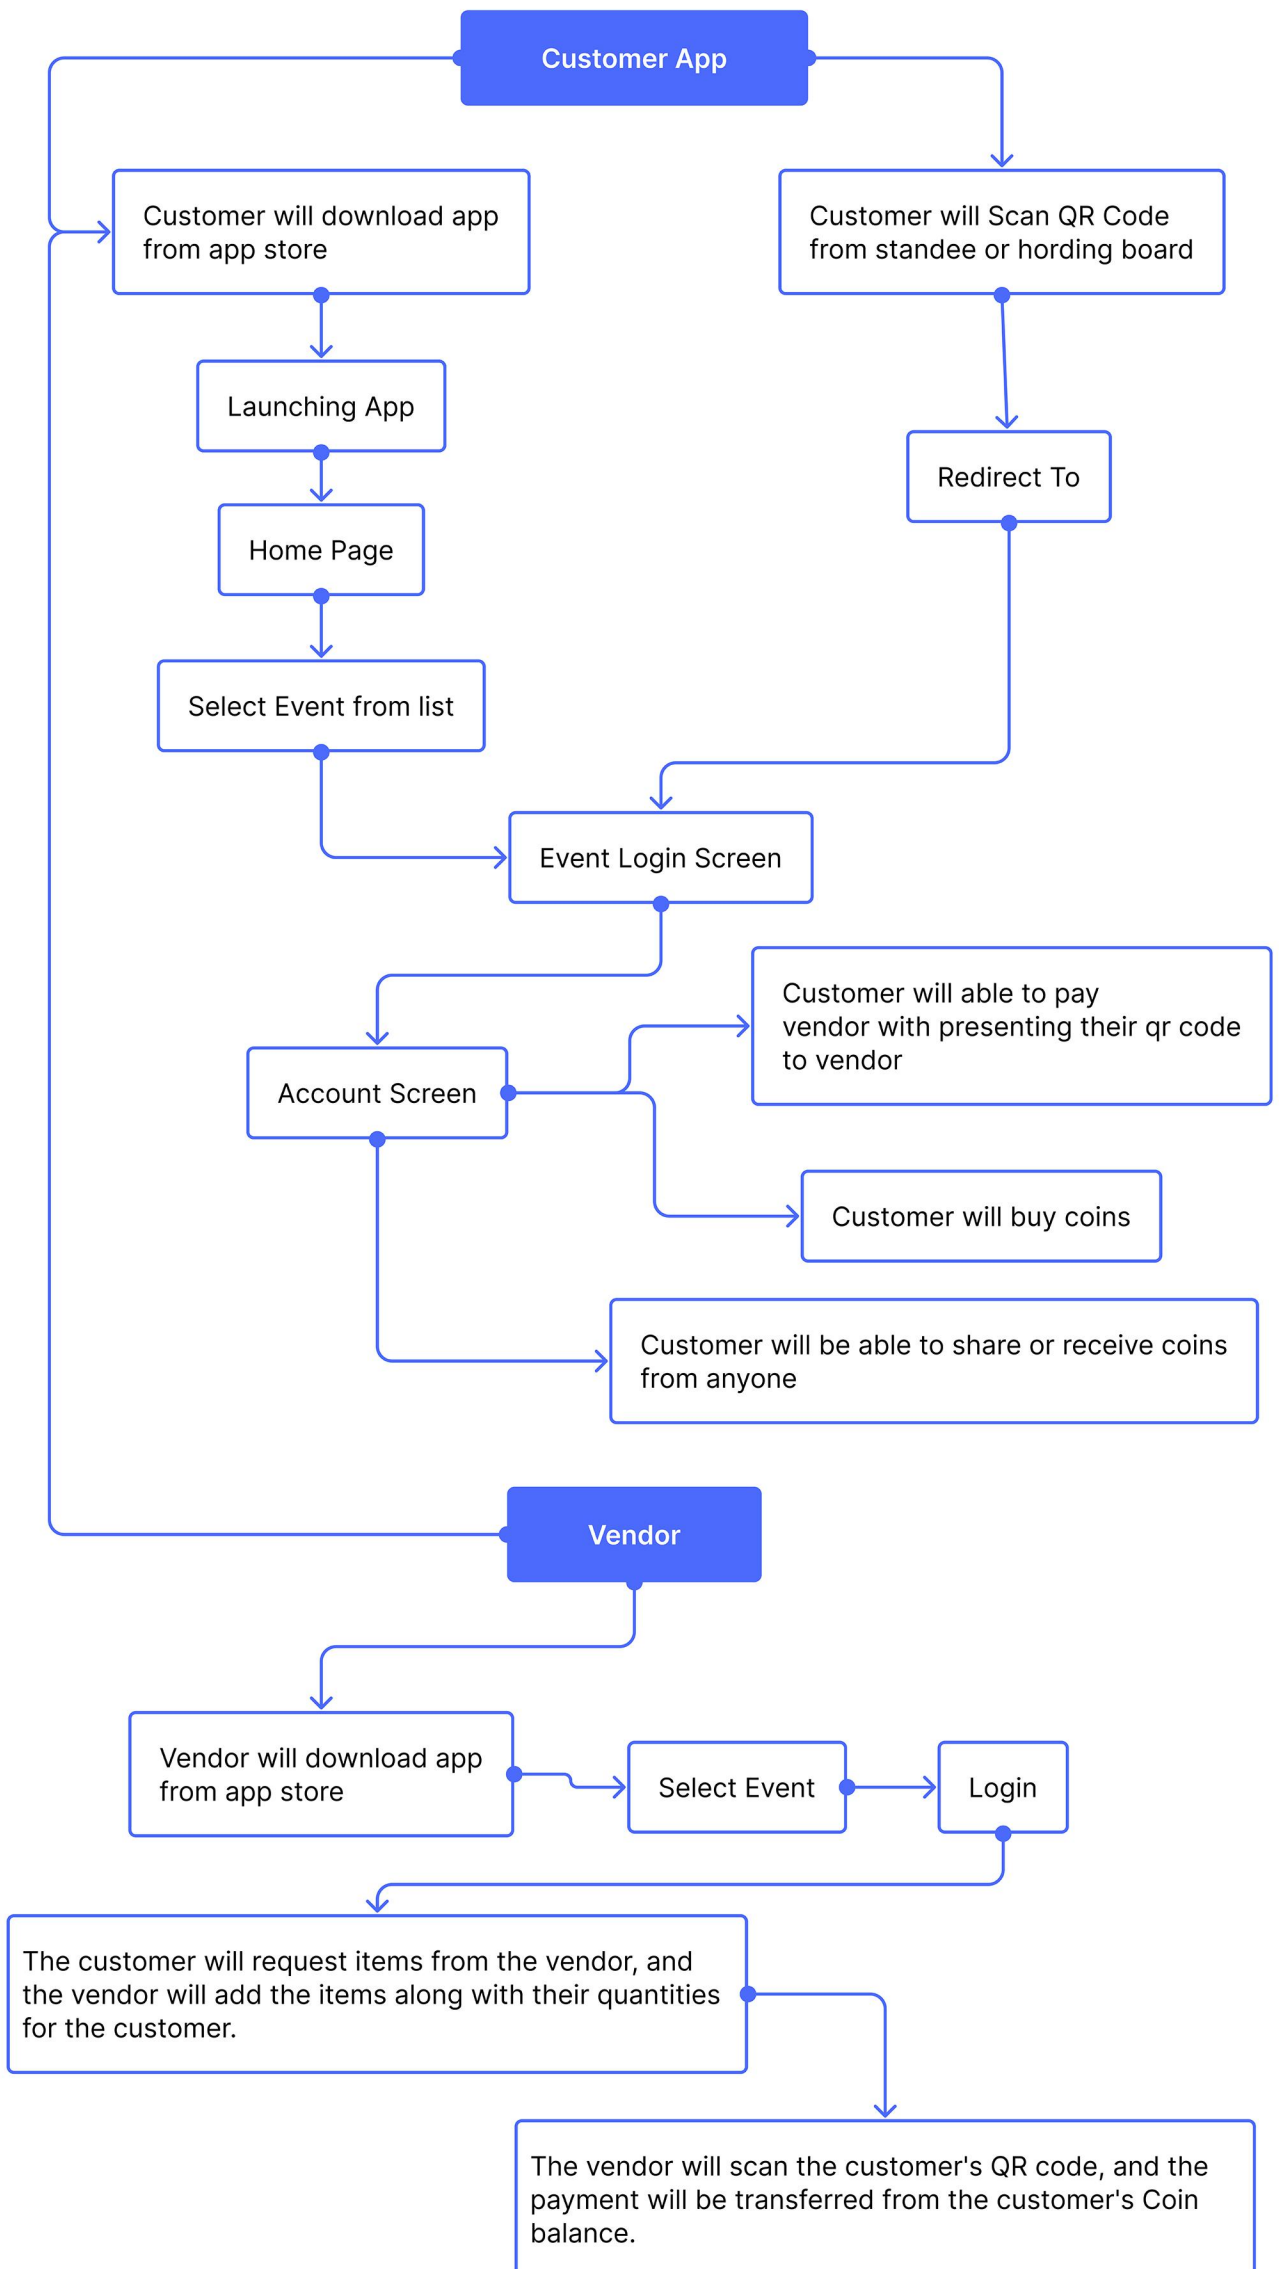 Customer App
Customer will download app
from app store
Customer will Scan QR Code
from standee or hording board
Launching App
Redirect To
Home Page
Select Event from list
Event Login Screen
Customer will able to pay
vendor with presenting their qr code
to vendor
Account Screen
Customer will buy coins
Customer will be able to share or receive coins
from anyone
Vendor
Vendor will download app
from app store
Select Event
Login
The customer will request items from the vendor, and
the vendor will add the items along with their quantities
for the customer.
The vendor will scan the customer's QR code, and the
payment will be transferred from the customer's Coin
balance.